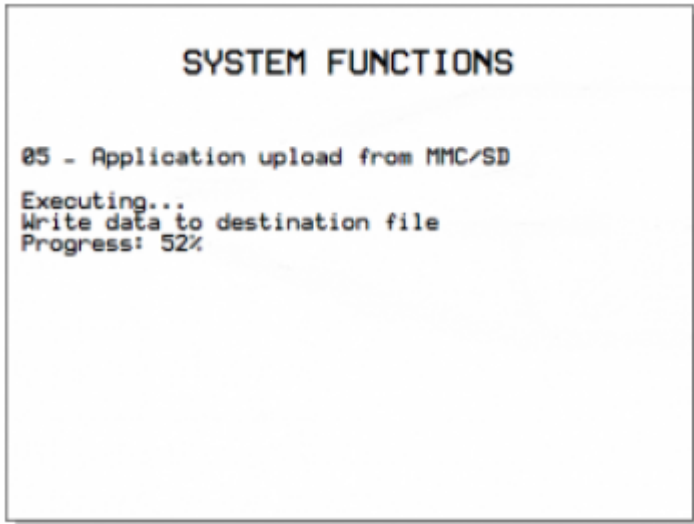 SYSTEM FUNCTIONS
05 - Application upload from MMC/SD
Executing...
Write data to destination file
Progress: 52%